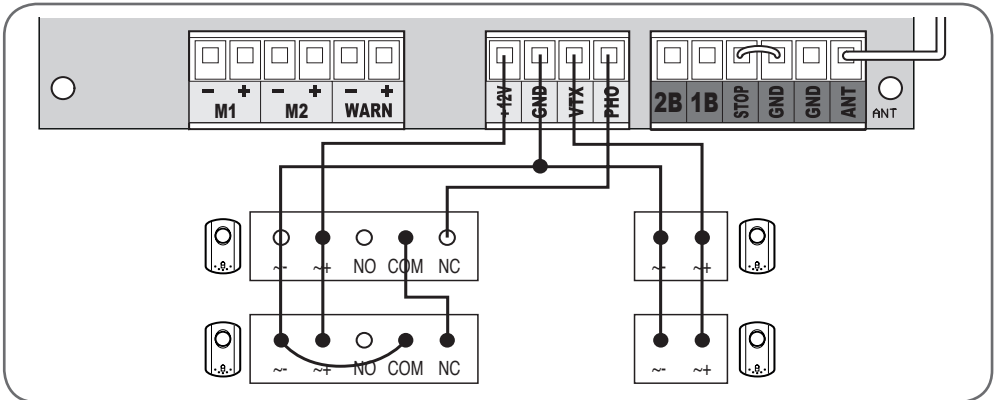 - + - + - +
M1 M2 WARN
+12V GND VTX PHO
2B 1B STOP GND GND ANT
ANT
~- ~+ NO COM NC
~- ~+
~- ~+ NO COM NC
~- ~+